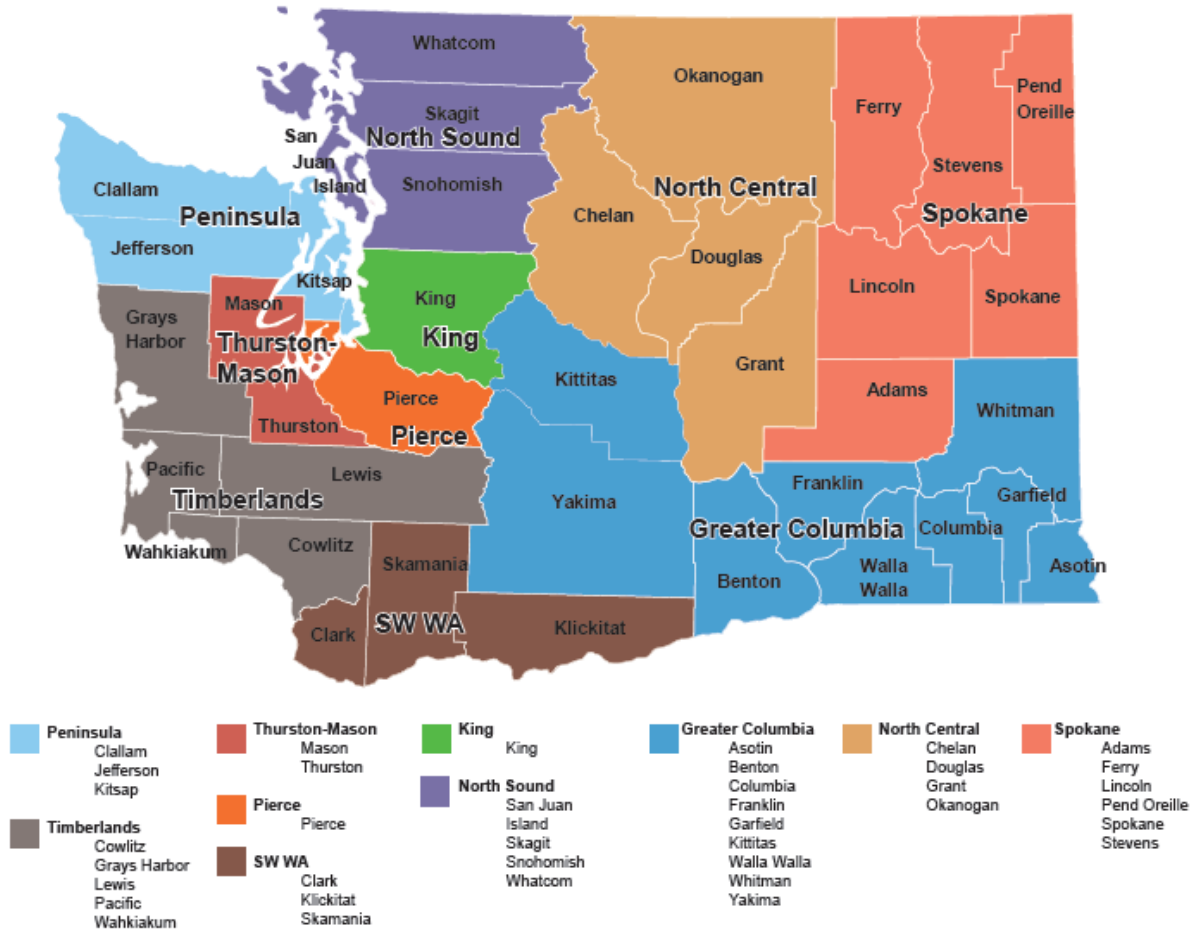 Whatcom
Okanogan
Pend
Oreille
Ferry
Skagit
North Sound
San
Juan
Island
Stevens
Snohomish
Clallam
North Central
Spokane
Peninsula
Chelan
Jefferson
Douglas
Kitsap
Lincoln
Spokane
King
King
Mason
Grays
Harbor
Thurston-
Mason
Grant
Kittitas
Adams
Pierce
Pierce
Whitman
Thurston
Pacific
Lewis
Timberlands
Yakima
Franklin
Garfield
Greater Columbia
Columbia
Wahkiakum
Cowlitz
Skamania
Walla
Walla
Asotin
Benton
Clark
SW WA
Klickitat
Peninsula
Clallam
Jefferson
Kitsap
Timberlands
Cowlitz
Grays Harbor
Lewis
Pacific
Wahkiakum
Thurston-Mason
Mason
Thurston
Pierce
Pierce
SW WA
Clark
Klickitat
Skamania
King
King
North Sound
San Juan
Island
Skagit
Snohomish
Whatcom
Greater Columbia
Asotin
Benton
Columbia
Franklin
Garfield
Kittitas
Walla Walla
Whitman
Yakima
North Central
Chelan
Douglas
Grant
Okanogan
Spokane
Adams
Ferry
Lincoln
Pend Oreille
Spokane
Stevens